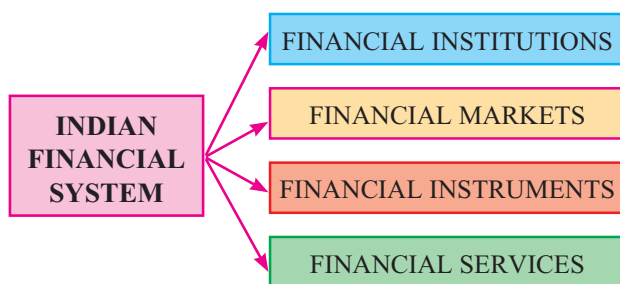 INDIAN
FINANCIAL
SYSTEM
FINANCIAL INSTITUTIONS
FINANCIAL MARKETS
FINANCIAL INSTRUMENTS
FINANCIAL SERVICES